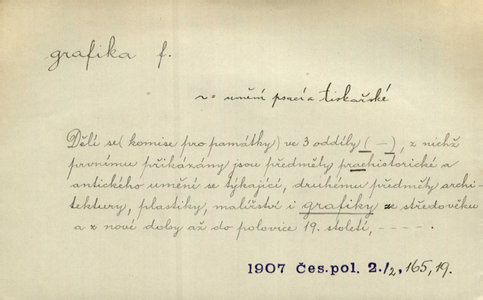 grafika f.
~ = umění psací a tiskařské
Dělí se (komise pro památky) ve 3 oddíly (–), z nichž
prvnímu přikázány jsou předměty prachistorické a
antického umění se týkající, druhému předměty archi-
tektury, plastiky, malířství i grafiky ze středověku
a z nové doby až do polovice 19. století, – – – – .
1907 Čes. pol. 2./2, 165, 19.